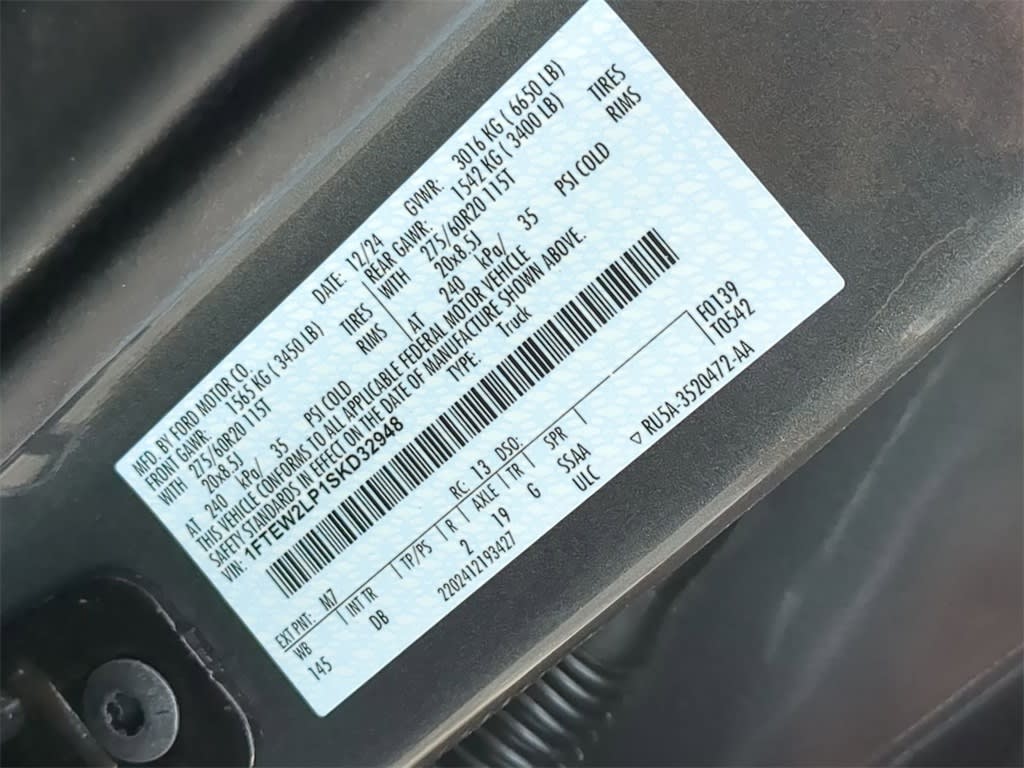 MFD. BY FORD MOTOR CO.
DATE: 12/24 GVWR: 3016 KG ( 6650 LB)
FRONT GAWR: 1565 KG ( 3450 LB) REAR GAWR: 1542 KG ( 3400 LB)
WITH 275/60R20 115T TIRES WITH 275/60R20 115T TIRES
20x8.5J RIMS 20x8.5J RIMS
AT 240 kPa/ 35 PSI COLD AT 240 kPa/ 35 PSI COLD
THIS VEHICLE CONFORMS TO ALL APPLICABLE FEDERAL MOTOR VEHICLE
SAFETY STANDARDS IN EFFECT ON THE DATE OF MANUFACTURE SHOWN ABOVE.
VIN: 1FTEW2LP1SKD32948 TYPE: Truck
EXT PNT: M7 RC: 13 DSO: F0139
WB INT TR TP/PS R AXLE TR SPR T0542
145 DB 2 19 G SSAA
2202412193427 ULC ▽ RU5A-3520472-AA